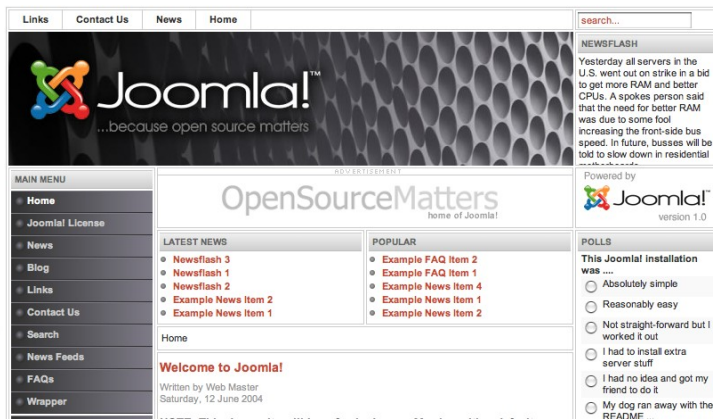 Links Contact Us News Home
search...
Joomla!™
...because open source matters
NEWSFLASH
Yesterday all servers in the
U.S. went out on strike in a bid
to get more RAM and better
CPUs. A spokes person said
that the need for better RAM
was due to some fool
increasing the front-side bus
speed. In future, busses will be
told to slow down in residential
MAIN MENU
Home
Joomla! License
News
Blog
Links
Contact Us
Search
News Feeds
FAQs
Wrapper
ADVERTISEMENT
OpenSourceMatters
home of Joomla!
Powered by
Joomla!
version 1.0
LATEST NEWS
Newsflash 3
Newsflash 1
Newsflash 2
Example News Item 2
Example News Item 1
POPULAR
Example FAQ Item 2
Example FAQ Item 1
Example News Item 4
Example News Item 1
Example News Item 2
Home
Welcome to Joomla!
Written by Web Master
Saturday, 12 June 2004
POLLS
This Joomla! installation
was ....
Absolutely simple
Reasonably easy
Not straight-forward but I
worked it out
I had to install extra
server stuff
I had no idea and got my
friend to do it
My dog ran away with the
README ...